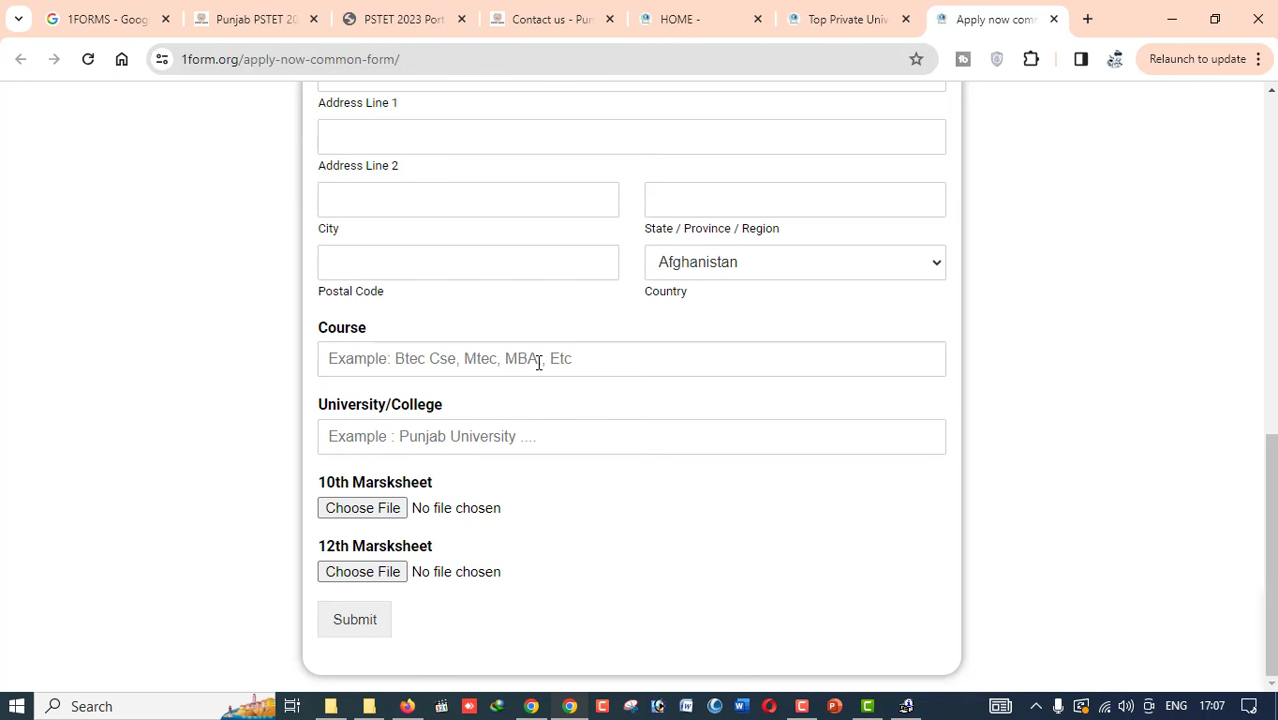 1FORMS - Goog
Punjab PSTET 20
PSTET 2023 Port
Contact us - Pun
HOME -
Top Private Univ
Apply now com
1form.org/apply-now-common-form/
Relaunch to update
Address Line 1
Address Line 2
City
State / Province / Region
Afghanistan
Postal Code
Country
Course
Example: Btec Cse, Mtec, MBA , Etc
University/College
Example : Punjab University ....
10th Marsksheet
Choose File No file chosen
12th Marsksheet
Choose File No file chosen
Submit
Search
ENG
17:07